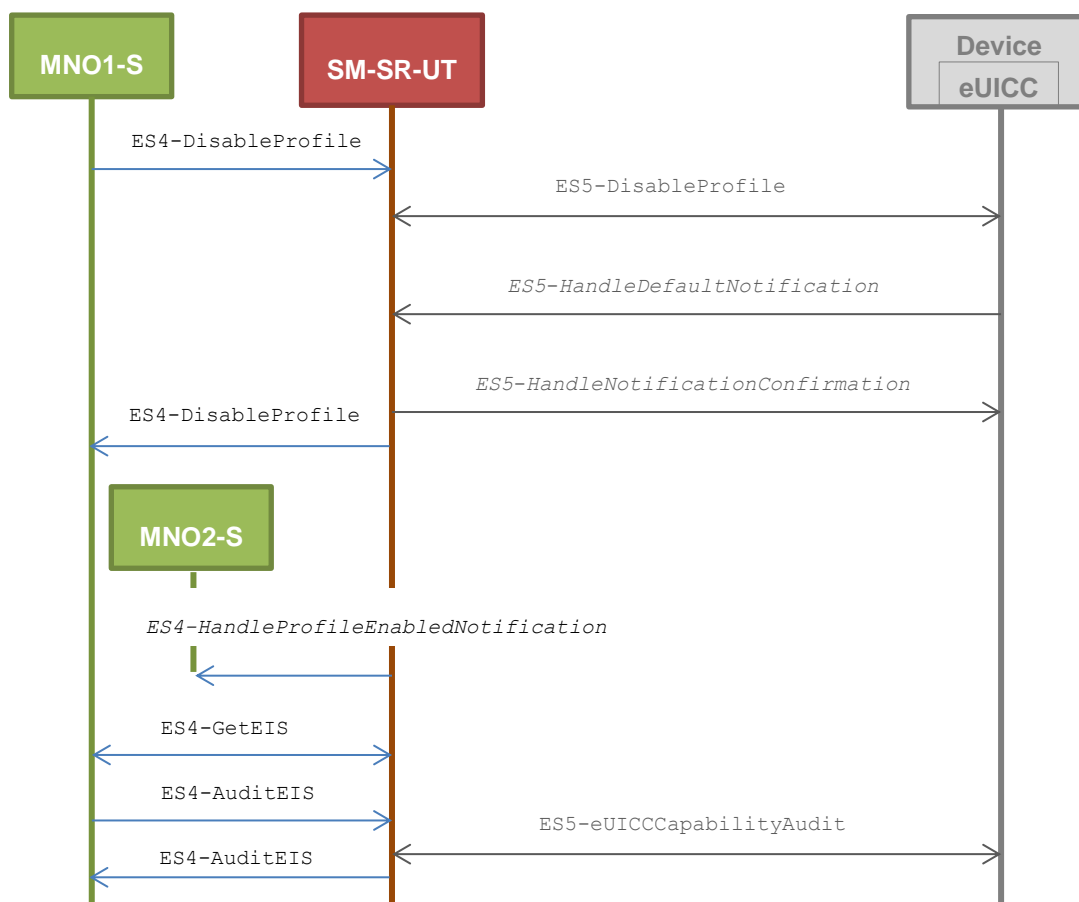 MNO1-S
SM-SR-UT
Device
eUICC
ES4-DisableProfile
ES5-DisableProfile
ES5-HandleDefaultNotification
ES5-HandleNotificationConfirmation
ES4-DisableProfile
MNO2-S
ES4-HandleProfileEnabledNotification
ES4-GetEIS
ES4-AuditEIS
ES5-eUICCCapabilityAudit
ES4-AuditEIS